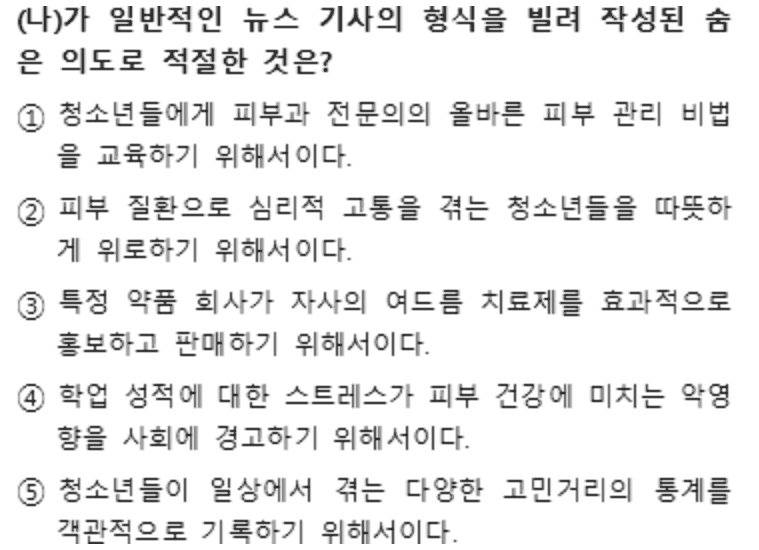 (나)가 일반적인 뉴스 기사의 형식을 빌려 작성된 숨
은 의도로 적절한 것은?
① 청소년들에게 피부과 전문의의 올바른 피부 관리 비법
을 교육하기 위해서이다.
② 피부 질환으로 심리적 고통을 겪는 청소년들을 따뜻하
게 위로하기 위해서이다.
③ 특정 약품 회사가 자사의 여드름 치료제를 효과적으로
홍보하고 판매하기 위해서이다.
④ 학업 성적에 대한 스트레스가 피부 건강에 미치는 악영
향을 사회에 경고하기 위해서이다.
⑤ 청소년들이 일상에서 겪는 다양한 고민거리의 통계를
객관적으로 기록하기 위해서이다.